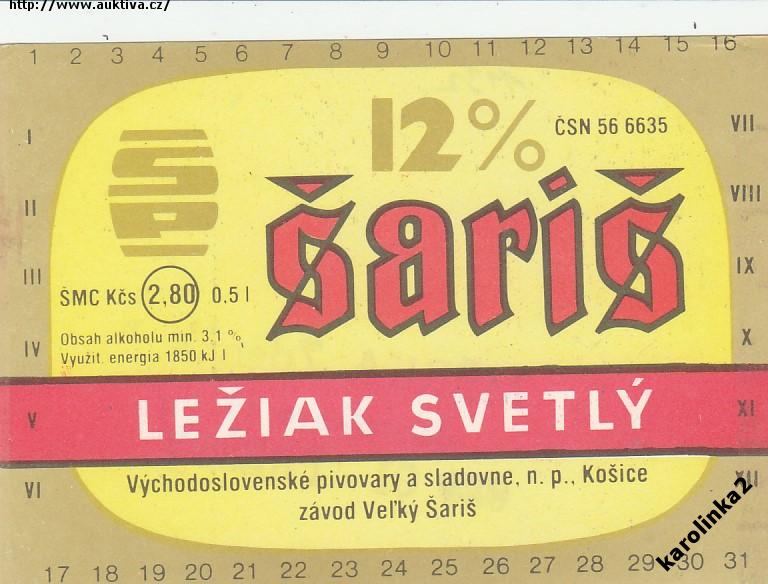 http://www.auktiva.cz/
1 2 3 4 5 6 7 8 9 10 11 12 13 14 15 16
12% ČSN 56 6635
I VII
ŠP
II VIII
šariš
III IX
ŠMC Kčs 2,80 0,5 l
Obsah alkoholu min. 3,1 %,
IV X
Využit. energia 1850 kJ l
V LEŽIAK SVETLÝ XI
Východoslovenské pivovary a sladovne, n. p., Košice
VI XII
závod Veľký Šariš
karolinka2
17 18 19 20 21 22 23 24 25 26 27 28 29 30 31